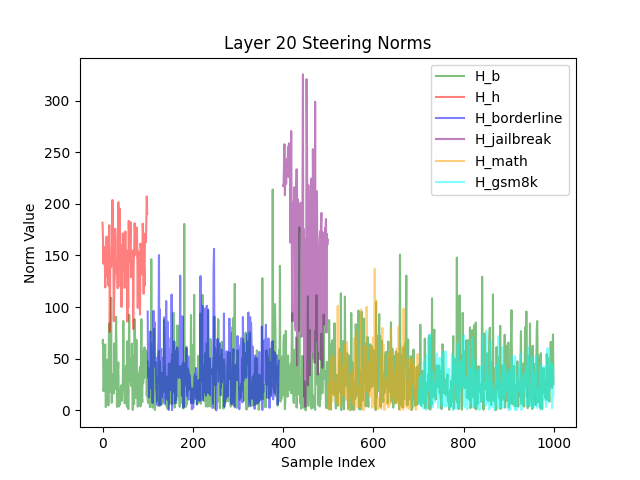 Layer 20 Steering Norms
H_b
H_h
H_borderline
H_jailbreak
H_math
H_gsm8k
Norm Value
300
250
200
150
100
50
0
0
200
400
600
800
1000
Sample Index